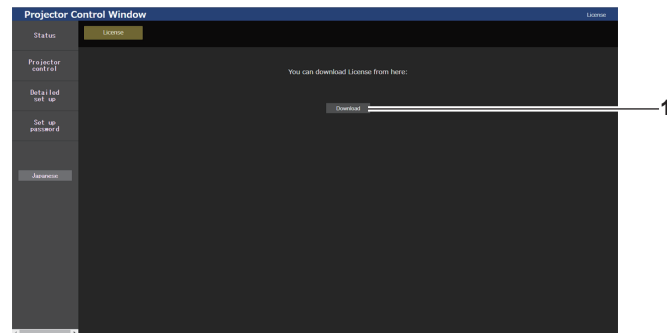 Projector Control Window
License
Status
License
Projector
control
You can download License from here:
Detailed
set up
Download
1
Set up
password
Japanese